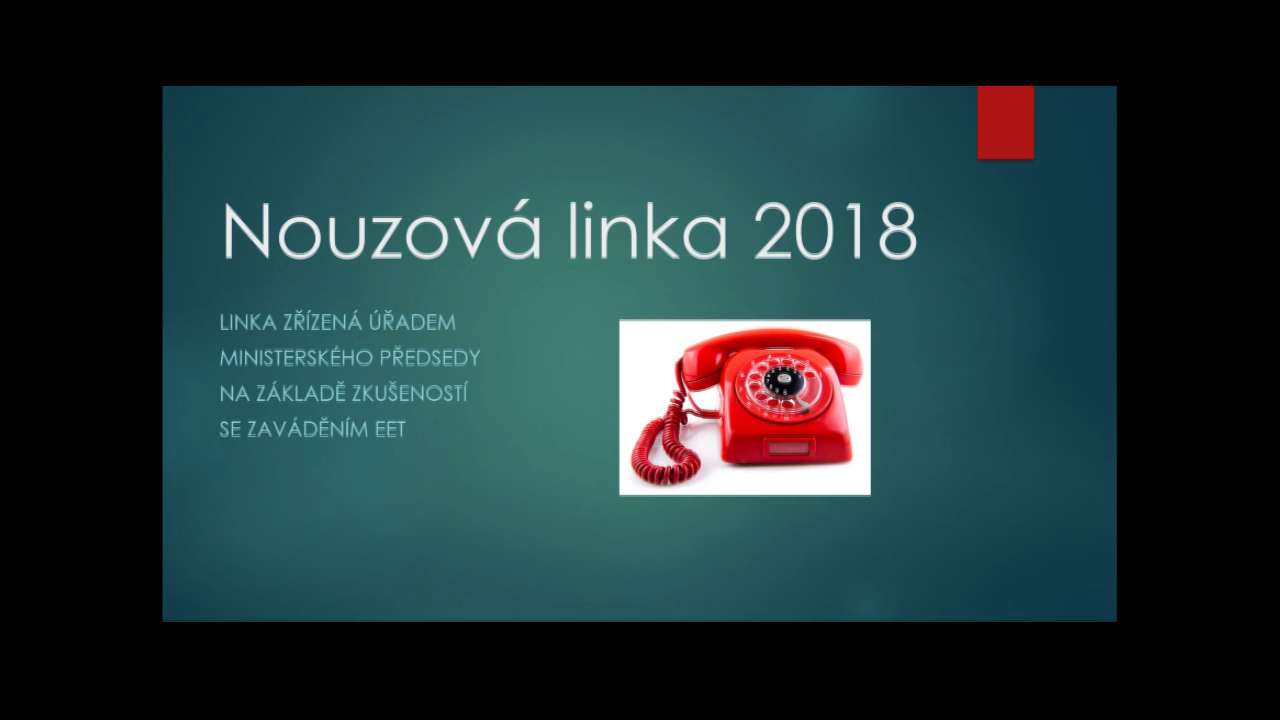 Nouzová linka 2018
LINKA ZŘÍZENÁ ÚŘADEM
MINISTERSKÉHO PŘEDSEDY
NA ZÁKLADĚ ZKUŠENOSTÍ
SE ZAVÁDĚNÍM EET